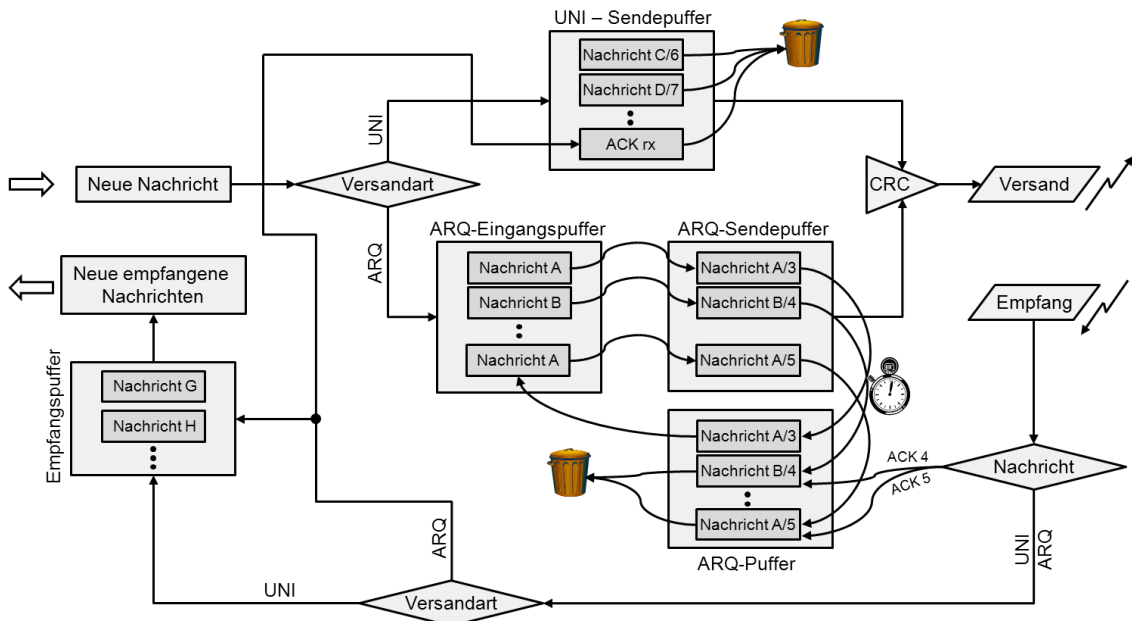 UNI – Sendepuffer
Nachricht C/6
Nachricht D/7
ACK rx
UNI
Neue Nachricht
Versandart
CRC
Versand
ARQ
ARQ-Eingangspuffer
ARQ-Sendepuffer
Nachricht A
Nachricht A/3
Nachricht B
Nachricht B/4
Nachricht A
Nachricht A/5
Neue empfangene
Nachrichten
Empfang
Empfangspuffer
Nachricht G
Nachricht H
Nachricht A/3
Nachricht B/4
Nachricht A/5
ARQ-Puffer
ACK 4
ACK 5
Nachricht
UNI
ARQ
ARQ
UNI
Versandart